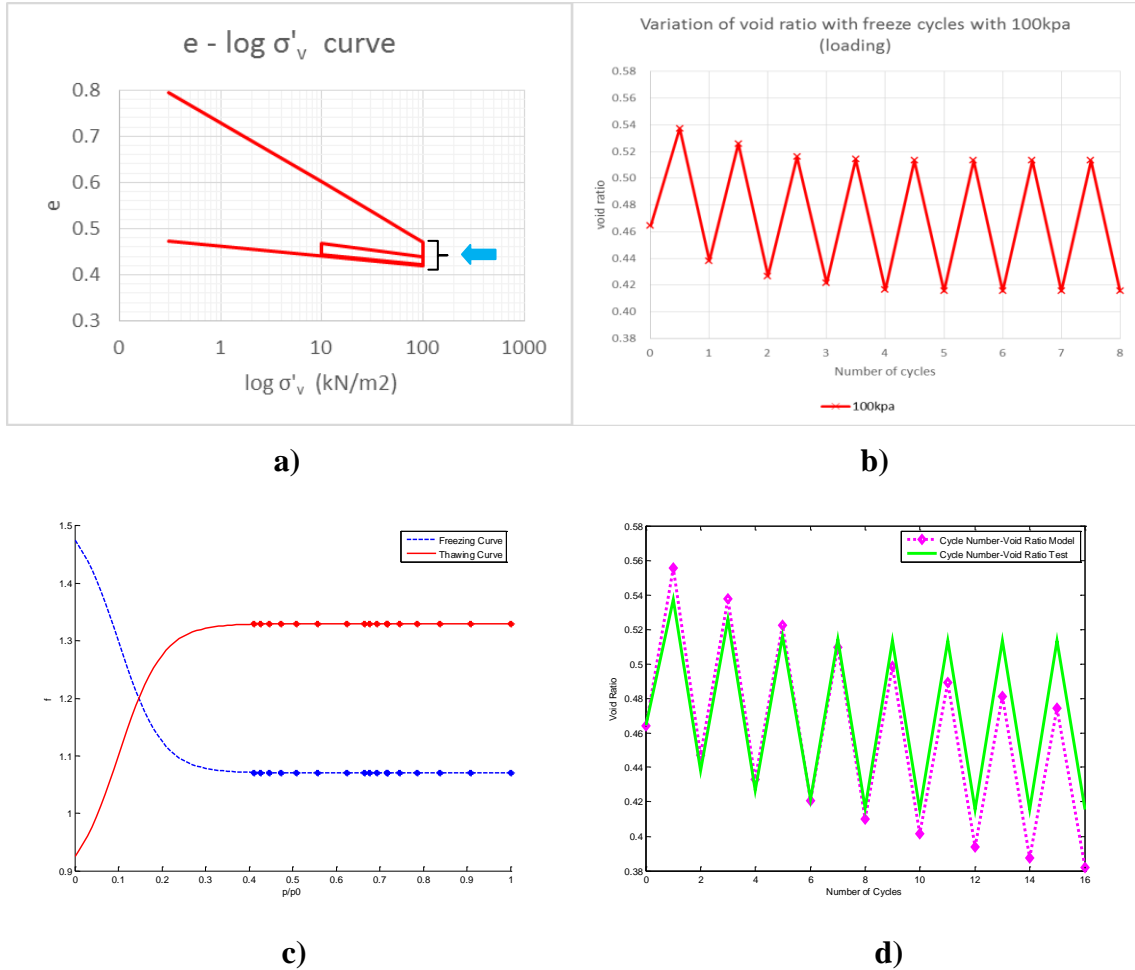 e - log σ'v curve
0.8
0.7
0.6
0.5
0.4
0.3
e
0 1 10 100 1000
log σ'v (kN/m2)
a)
Variation of void ratio with freeze cycles with 100kpa
(loading)
0.58
0.56
0.54
0.52
0.50
0.48
0.46
0.44
0.42
0.40
0.38
void ratio
0 1 2 3 4 5 6 7 8
Number of cycles
100kpa
b)
1.5
1.4
1.3
1.2
1.1
1
0.9
f
Freezing Curve
Thawing Curve
0 0.1 0.2 0.3 0.4 0.5 0.6 0.7 0.8 0.9 1
p/p0
c)
0.58
0.56
0.54
0.52
0.5
0.48
0.46
0.44
0.42
0.4
0.38
Void Ratio
Cycle Number-Void Ratio Model
Cycle Number-Void Ratio Test
0 2 4 6 8 10 12 14 16
Number of Cycles
d)